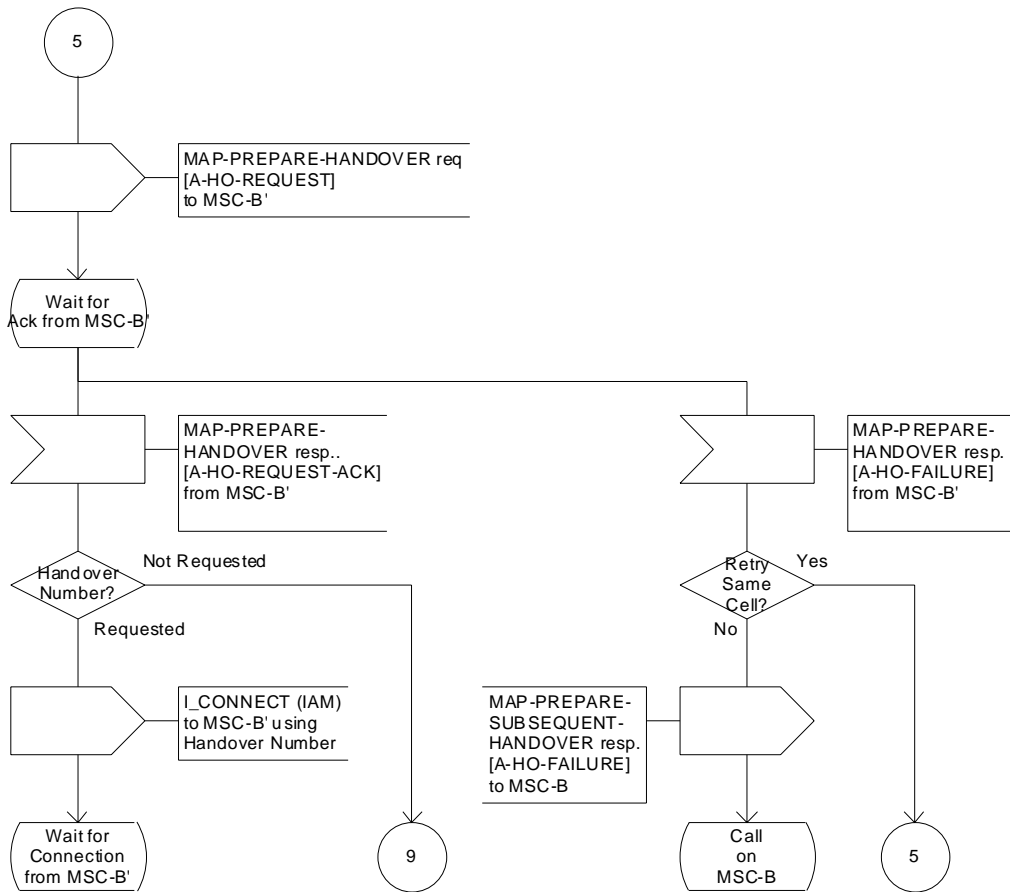 5
MAP-PREPARE-HANDOVER req
[A-HO-REQUEST]
to MSC-B'
Wait for
Ack from MSC-B'
MAP-PREPARE-
HANDOVER resp..
[A-HO-REQUEST-ACK]
from MSC-B'
MAP-PREPARE-
HANDOVER resp.
[A-HO-FAILURE]
from MSC-B'
Handover
Number?
Not Requested
Requested
Retry
Same
Cell?
Yes
No
I_CONNECT (IAM)
to MSC-B' using
Handover Number
MAP-PREPARE-
SUBSEQUENT-
HANDOVER resp.
[A-HO-FAILURE]
to MSC-B
Wait for
Connection
from MSC-B'
9
Call
on
MSC-B
5